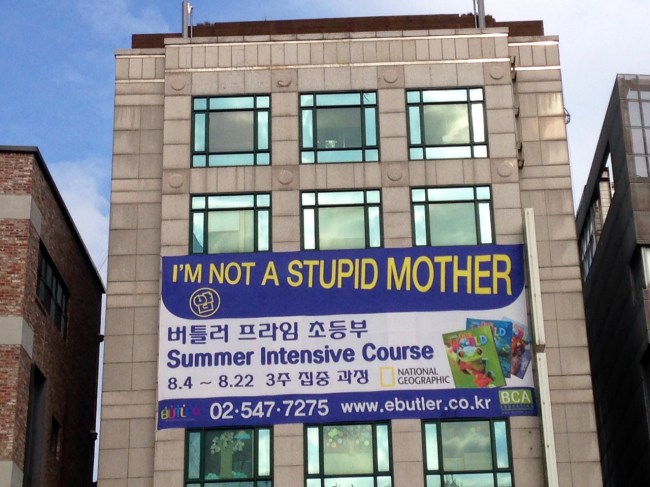 I'M NOT A STUPID MOTHER
버틀러 프라임 초등부
Summer Intensive Course
8.4 ~ 8.22 3주 집중 과정
NATIONAL
GEOGRAPHIC
BUTLER
02·547·7275 www.ebutler.co.kr
BCA